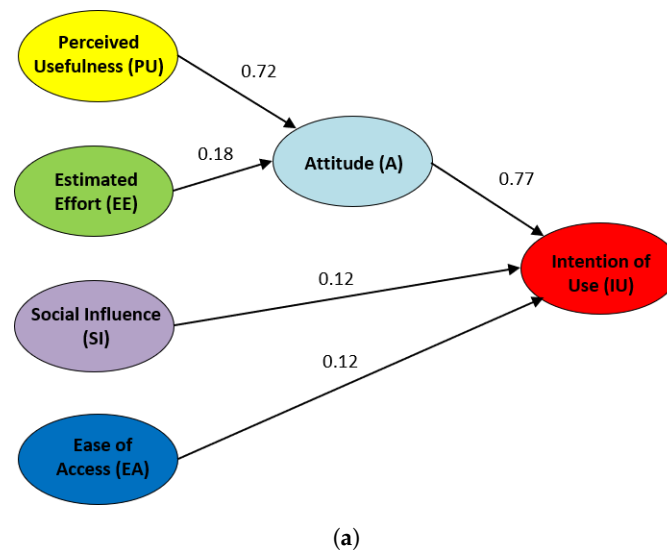 Perceived
Usefulness (PU)
0.72
0.18
Attitude (A)
Estimated
Effort (EE)
0.77
Intention of
Use (IU)
0.12
Social Influence
(SI)
0.12
Ease of
Access (EA)
(a)